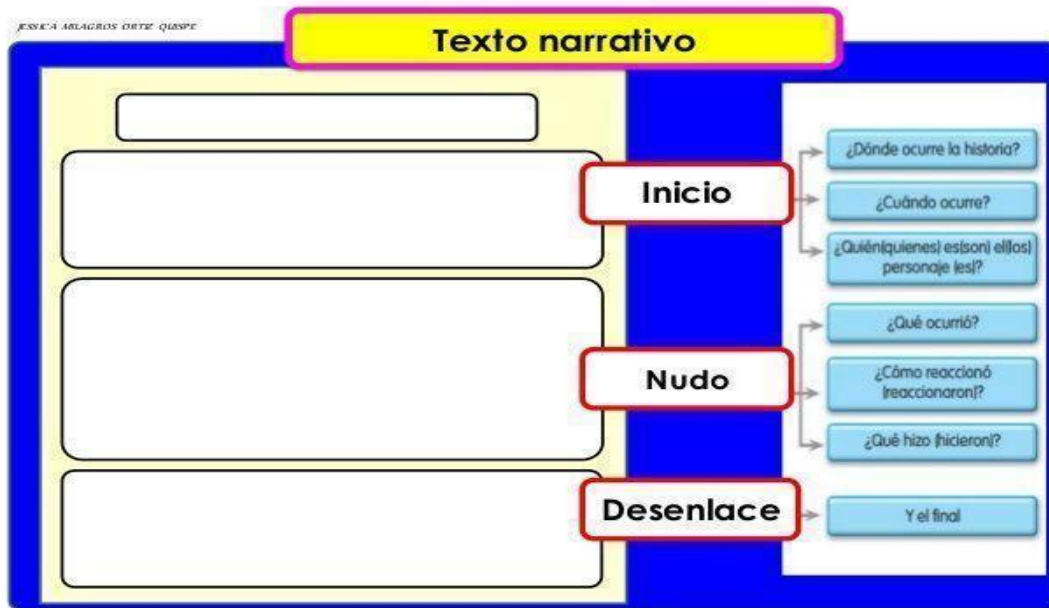 JESSICA MILAGROS ORTIZ QUISPE
Texto narrativo
Inicio
¿Dónde ocurre la historia?
¿Cuándo ocurre?
¿Quién(quienes) es(son) el(los)
personaje (es)?
Nudo
¿Qué ocurrió?
¿Cómo reaccionó
(reaccionaron)?
¿Qué hizo (hicieron)?
Desenlace
Y el final